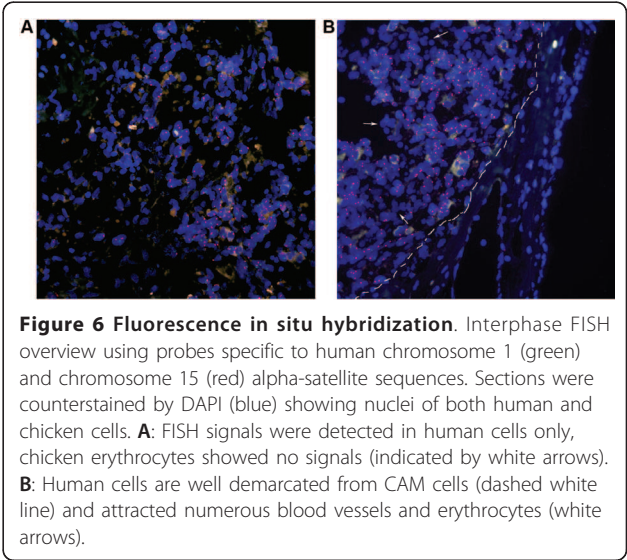 A
B
Figure 6 Fluorescence in situ hybridization. Interphase FISH
overview using probes specific to human chromosome 1 (green)
and chromosome 15 (red) alpha-satellite sequences. Sections were
counterstained by DAPI (blue) showing nuclei of both human and
chicken cells. A: FISH signals were detected in human cells only,
chicken erythrocytes showed no signals (indicated by white arrows).
B: Human cells are well demarcated from CAM cells (dashed white
line) and attracted numerous blood vessels and erythrocytes (white
arrows).